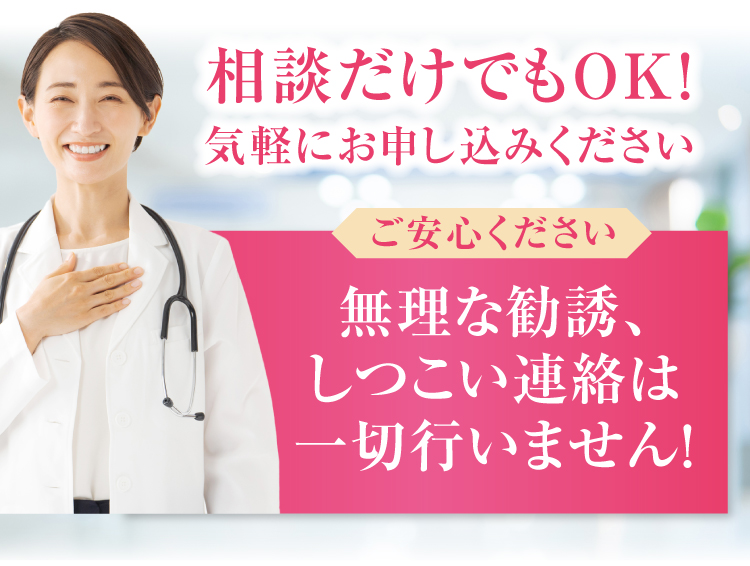 相談だけでもOK!
気軽にお申し込みください
ご安心ください
無理な勧誘、
しつこい連絡は
一切行いません!